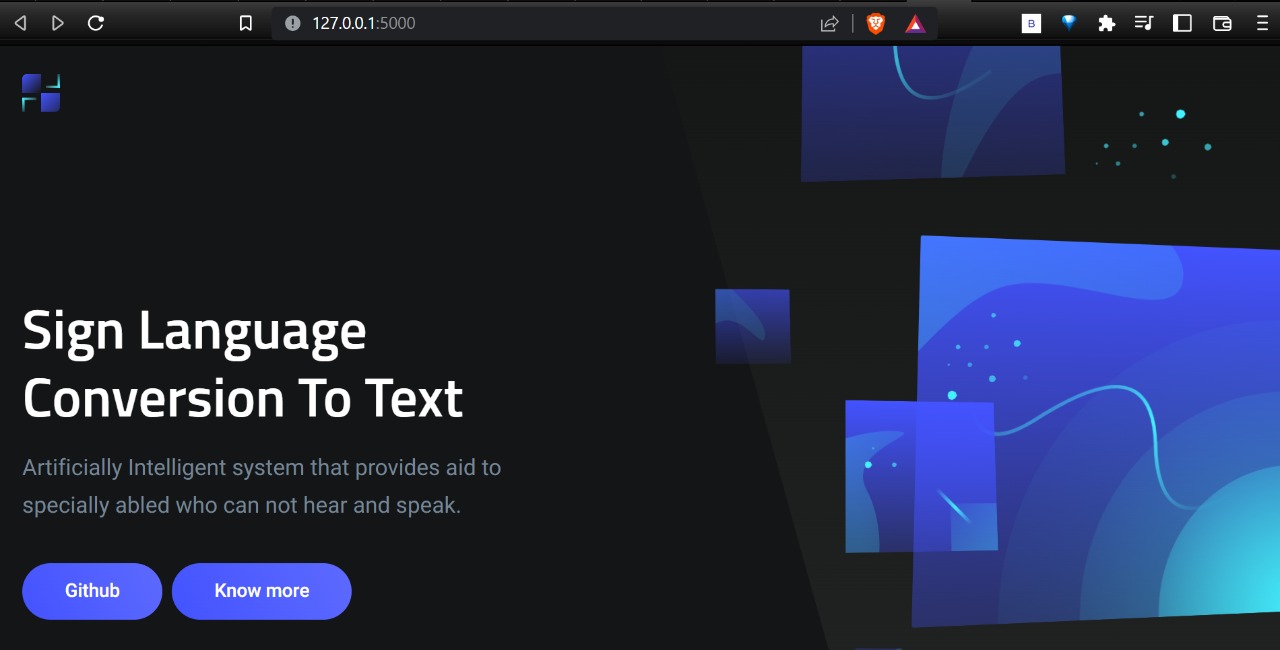 127.0.0.1:5000
B
Sign Language
Conversion To Text
Artificially Intelligent system that provides aid to
specially abled who can not hear and speak.
Github
Know more